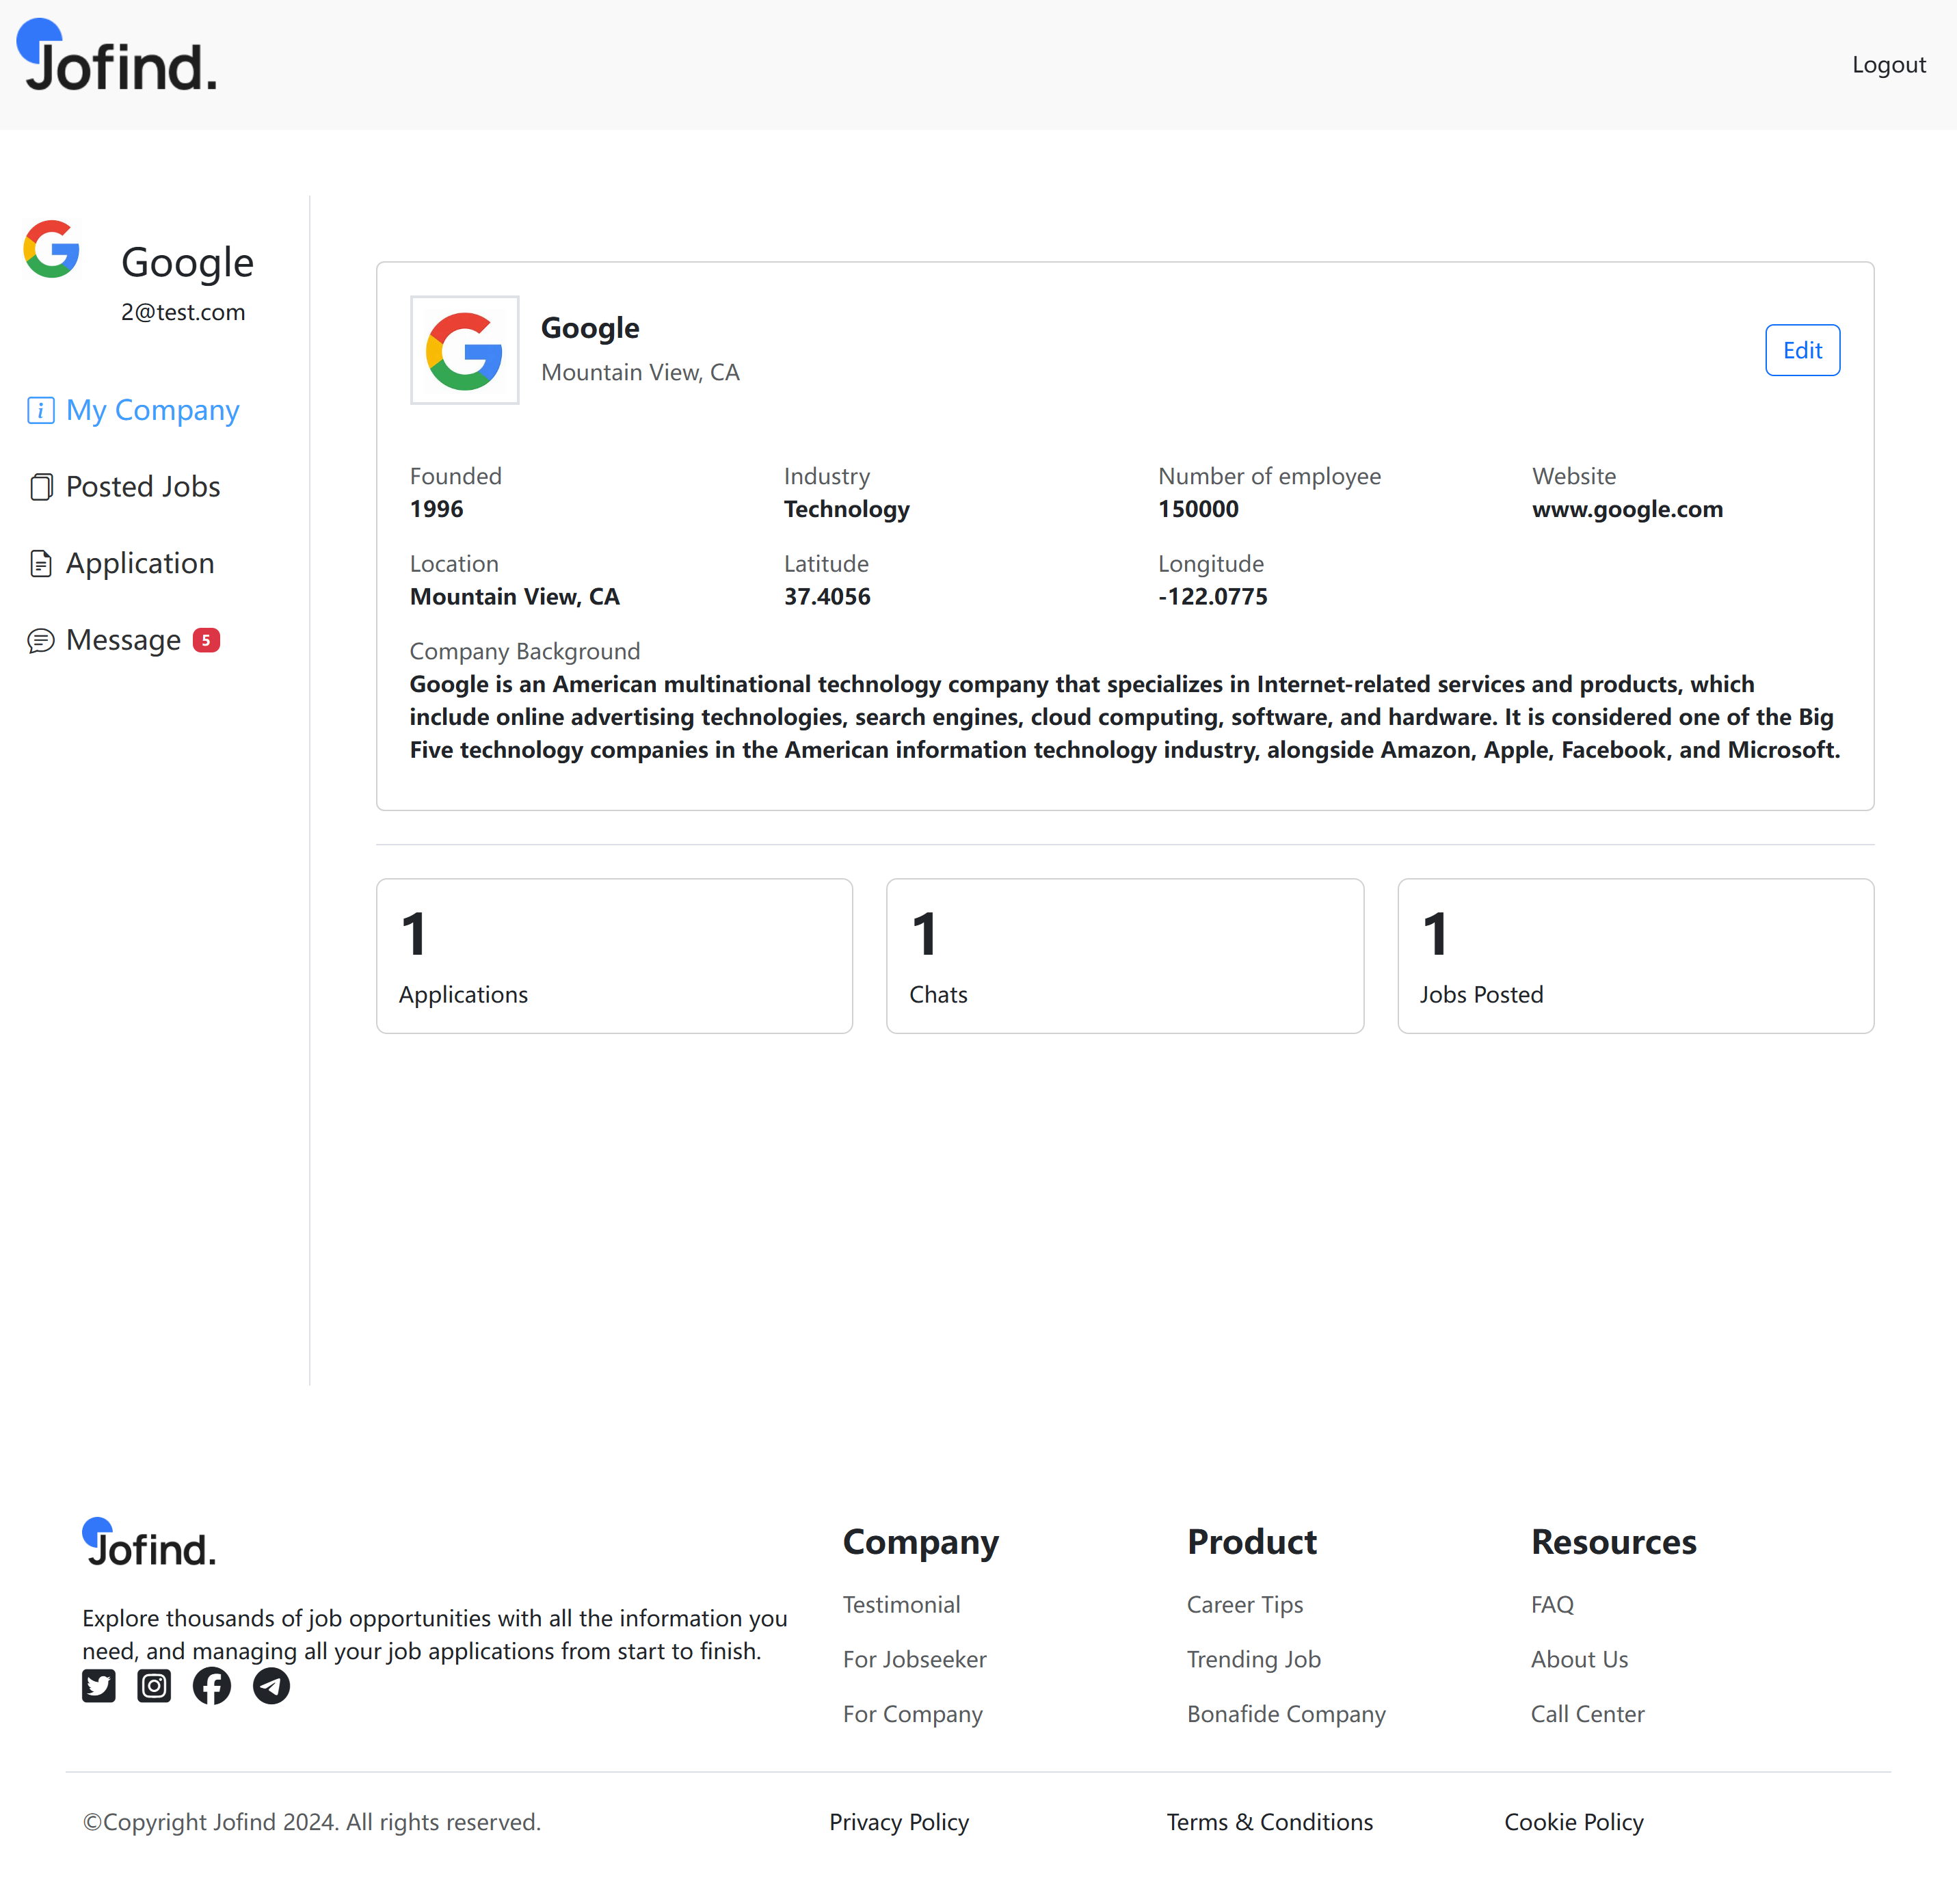 Jofind.
Logout
Google
2@test.com
My Company
Posted Jobs
Application
Message 5
Google
Mountain View, CA
Edit
Founded
1996
Industry
Technology
Number of employee
150000
Website
www.google.com
Location
Mountain View, CA
Latitude
37.4056
Longitude
-122.0775
Company Background
Google is an American multinational technology company that specializes in Internet-related services and products, which
include online advertising technologies, search engines, cloud computing, software, and hardware. It is considered one of the Big
Five technology companies in the American information technology industry, alongside Amazon, Apple, Facebook, and Microsoft.
1
Applications
1
Chats
1
Jobs Posted
Jofind.
Explore thousands of job opportunities with all the information you
need, and managing all your job applications from start to finish.
Company
Testimonial
For Jobseeker
For Company
Product
Career Tips
Trending Job
Bonafide Company
Resources
FAQ
About Us
Call Center
©Copyright Jofind 2024. All rights reserved.
Privacy Policy
Terms & Conditions
Cookie Policy